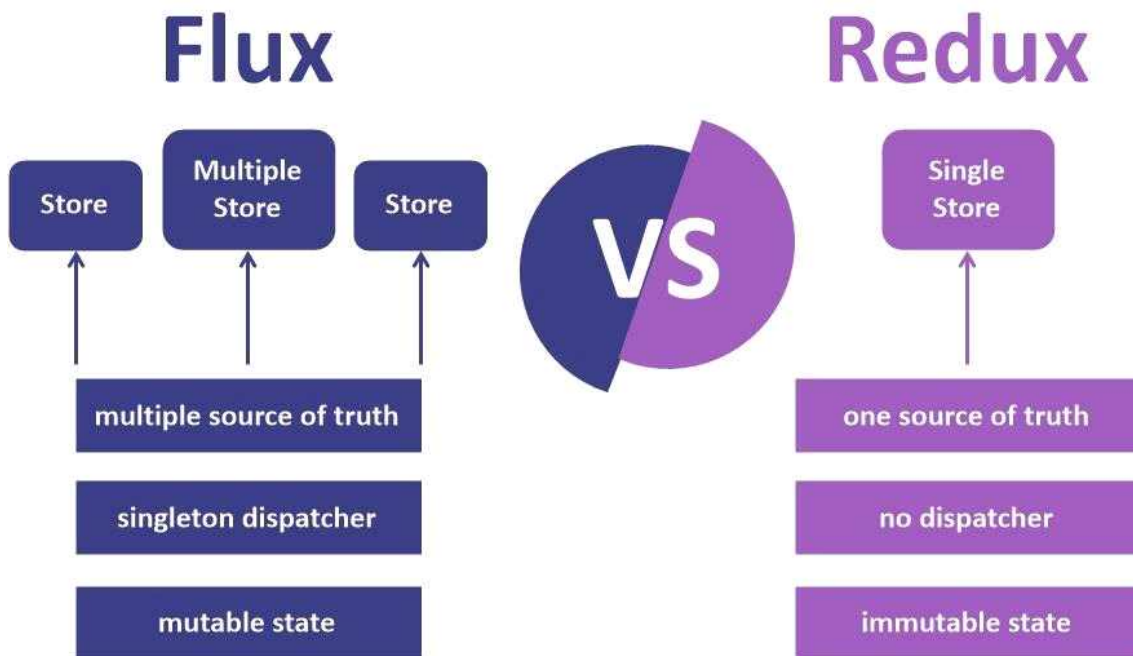 Flux
Redux
Store
Multiple
Store
Store
VS
Single
Store
multiple source of truth
one source of truth
singleton dispatcher
no dispatcher
mutable state
immutable state